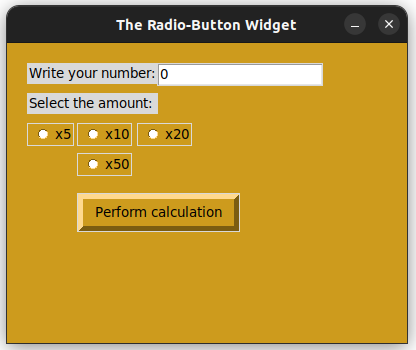 The Radio-Button Widget
Write your number: 0
Select the amount:
x5 x10 x20
x50
Perform calculation